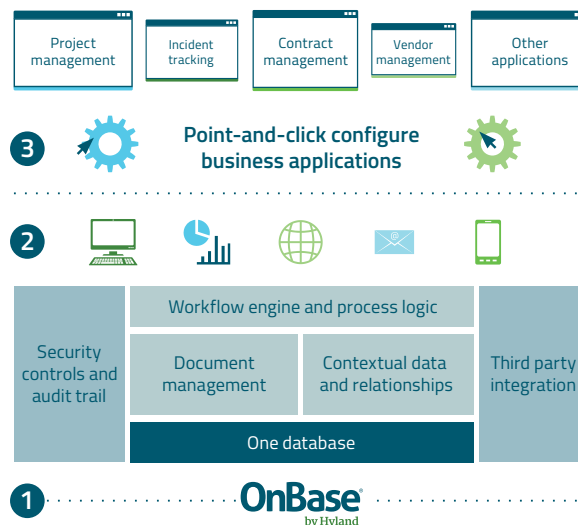 Project
management
Incident
tracking
Contract
management
Vendor
management
Other
applications
3
Point-and-click configure
business applications
2
@
Workflow engine and process logic
Security
controls and
audit trail
Document
management
Contextual data
and relationships
Third party
integration
One database
1
OnBase®
by Hyland